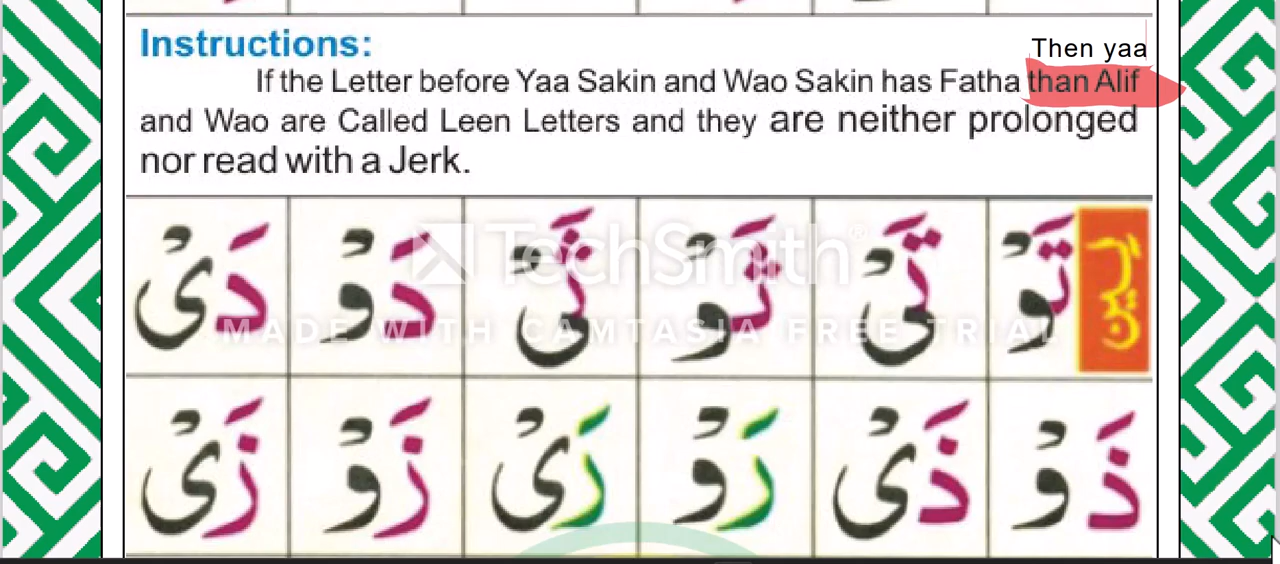 Instructions:
Then yaa
If the Letter before Yaa Sakin and Wao Sakin has Fatha than Alif
and Wao are Called Leen Letters and they are neither prolonged
nor read with a Jerk.
لین تَوْ تَیْ ثَوْ ثَیْ دَوْ دَیْ
TechSmith®
MADE WITH CAMTASIA FREE TRIAL
ذَوْ ذَیْ رَوْ رَیْ زَوْ زَیْ